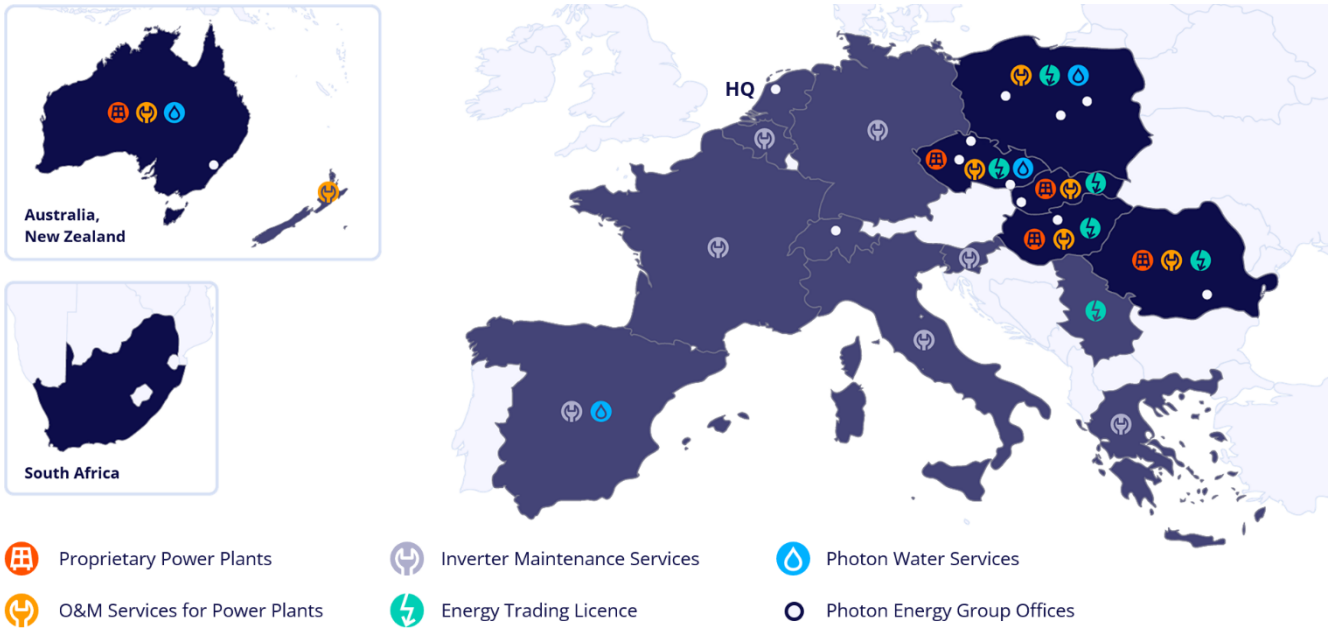 HQ
Australia,
New Zealand
South Africa
Proprietary Power Plants
Inverter Maintenance Services
Photon Water Services
O&M Services for Power Plants
Energy Trading Licence
Photon Energy Group Offices